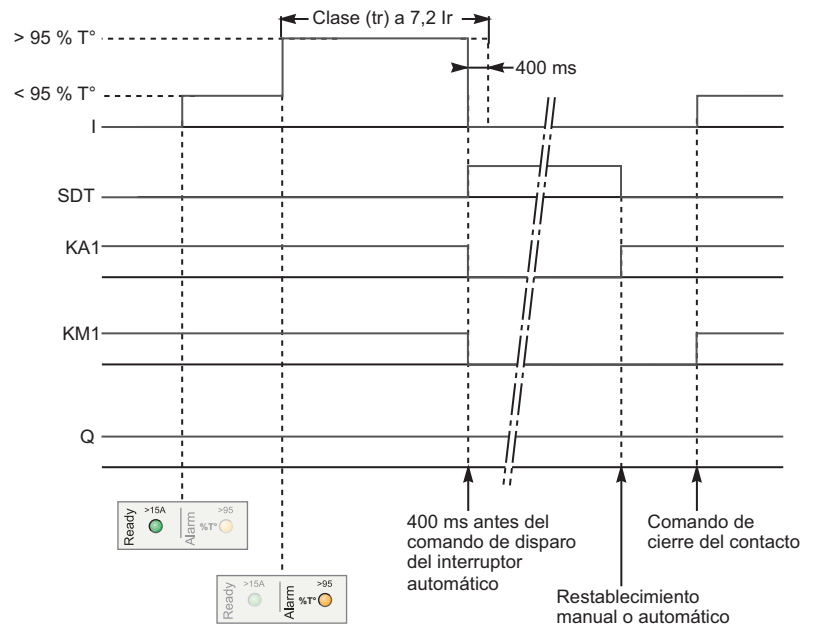 Clase (tr) a 7,2 Ir
> 95 % T°
400 ms
< 95 % T°
I
SDT
KA1
KM1
Q
Ready
>15A
Alarm
>95
%T°
Ready
>15A
Alarm
>95
%T°
400 ms antes del
comando de disparo
del interruptor
automático
Comando de
cierre del contacto
Restablecimiento
manual o automático